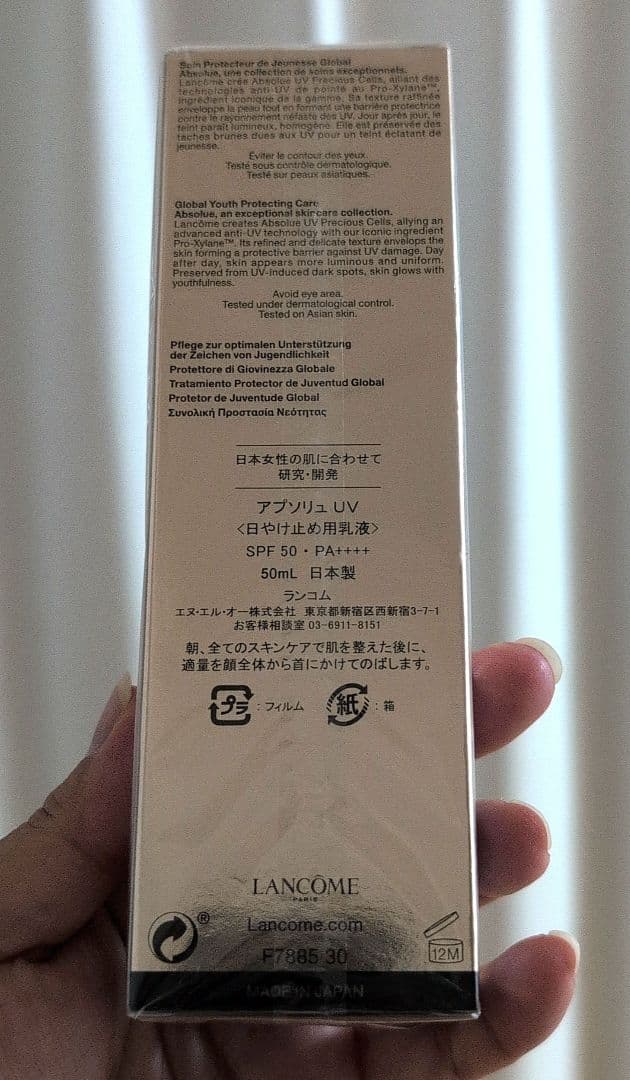 Soin Protecteur de Jeunesse Global
Absolue, une collection de soins exceptionnels.
Lancôme crée Absolue UV Precious Cells, alliant des
technologies anti-UV de pointe au Pro-Xylane™,
ingrédient iconique de la gamme. Sa texture raffinée
enveloppe la peau tout en formant une barrière protectrice
contre le rayonnement néfaste des UV. Jour après jour, le
teint paraît lumineux, homogène. Elle est préservée des
taches brunes dues aux UV pour un teint éclatant de
jeunesse.
Éviter le contour des yeux.
Testé sous contrôle dermatologique.
Testé sur peaux asiatiques.
Global Youth Protecting Care
Absolue, an exceptional skincare collection.
Lancôme creates Absolue UV Precious Cells, allying an
advanced anti-UV technology with our iconic ingredient
Pro-Xylane™. Its refined and delicate texture envelops the
skin forming a protective barrier against UV damage. Day
after day, skin appears more luminous and uniform.
Preserved from UV-induced dark spots, skin glows with
youthfulness.
Avoid eye area.
Tested under dermatological control.
Tested on Asian skin.
Pflege zur optimalen Unterstützung
der Zeichen von Jugendlichkeit
Protettore di Giovinezza Globale
Tratamiento Protector de Juventud Global
Protetor de Juventude Global
Συνολική Προστασία Νεότητας
日本女性の肌に合わせて
研究・開発
アプソリュ UV
<日やけ止め用乳液>
SPF 50・PA++++
50mL 日本製
ランコム
エヌ・エル・オー株式会社 東京都新宿区西新宿3-7-1
お客様相談室 03-6911-8151
朝、全てのスキンケアで肌を整えた後に、
適量を顔全体から首にかけてのばします。
プラ : フィルム 紙 : 箱
LANCÔME
PARIS
® Lancome.com
F7885 30 12M
MADE IN JAPAN